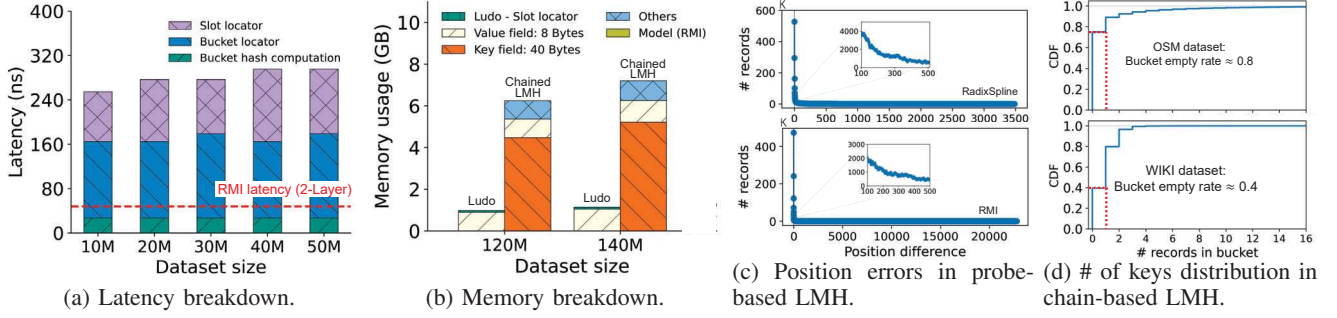 400
320
240
160
80
0
Latency (ns)
Slot locator
Bucket locator
Bucket hash computation
RMI latency (2-Layer)
10M 20M 30M 40M 50M
Dataset size
(a) Latency breakdown.
10
8
6
4
2
0
Memory usage (GB)
Ludo - Slot locator
Value field: 8 Bytes
Key field: 40 Bytes
Others
Model (RMI)
Chained
LMH
Chained
LMH
Ludo
Ludo
120M 140M
Dataset size
(b) Memory breakdown.
K
600
400
200
0
# records
4000
2000
0
100 300 500
RadixSpline
0 500 1500 2500 3500
K
400
200
0
# records
3000
2000
1000
0
100 200 300 400 500
RMI
0 5000 10000 15000 20000
Position difference
(c) Position errors in probe-
based LMH.
1.0
0.8
0.6
0.4
0.2
0.0
CDF
OSM dataset:
Bucket empty rate ≈ 0.8
1.0
0.8
0.6
0.4
0.2
0.0
CDF
WIKI dataset:
Bucket empty rate ≈ 0.4
0 2 4 6 8 10 12 14 16
# records in bucket
(d) # of keys distribution in
chain-based LMH.